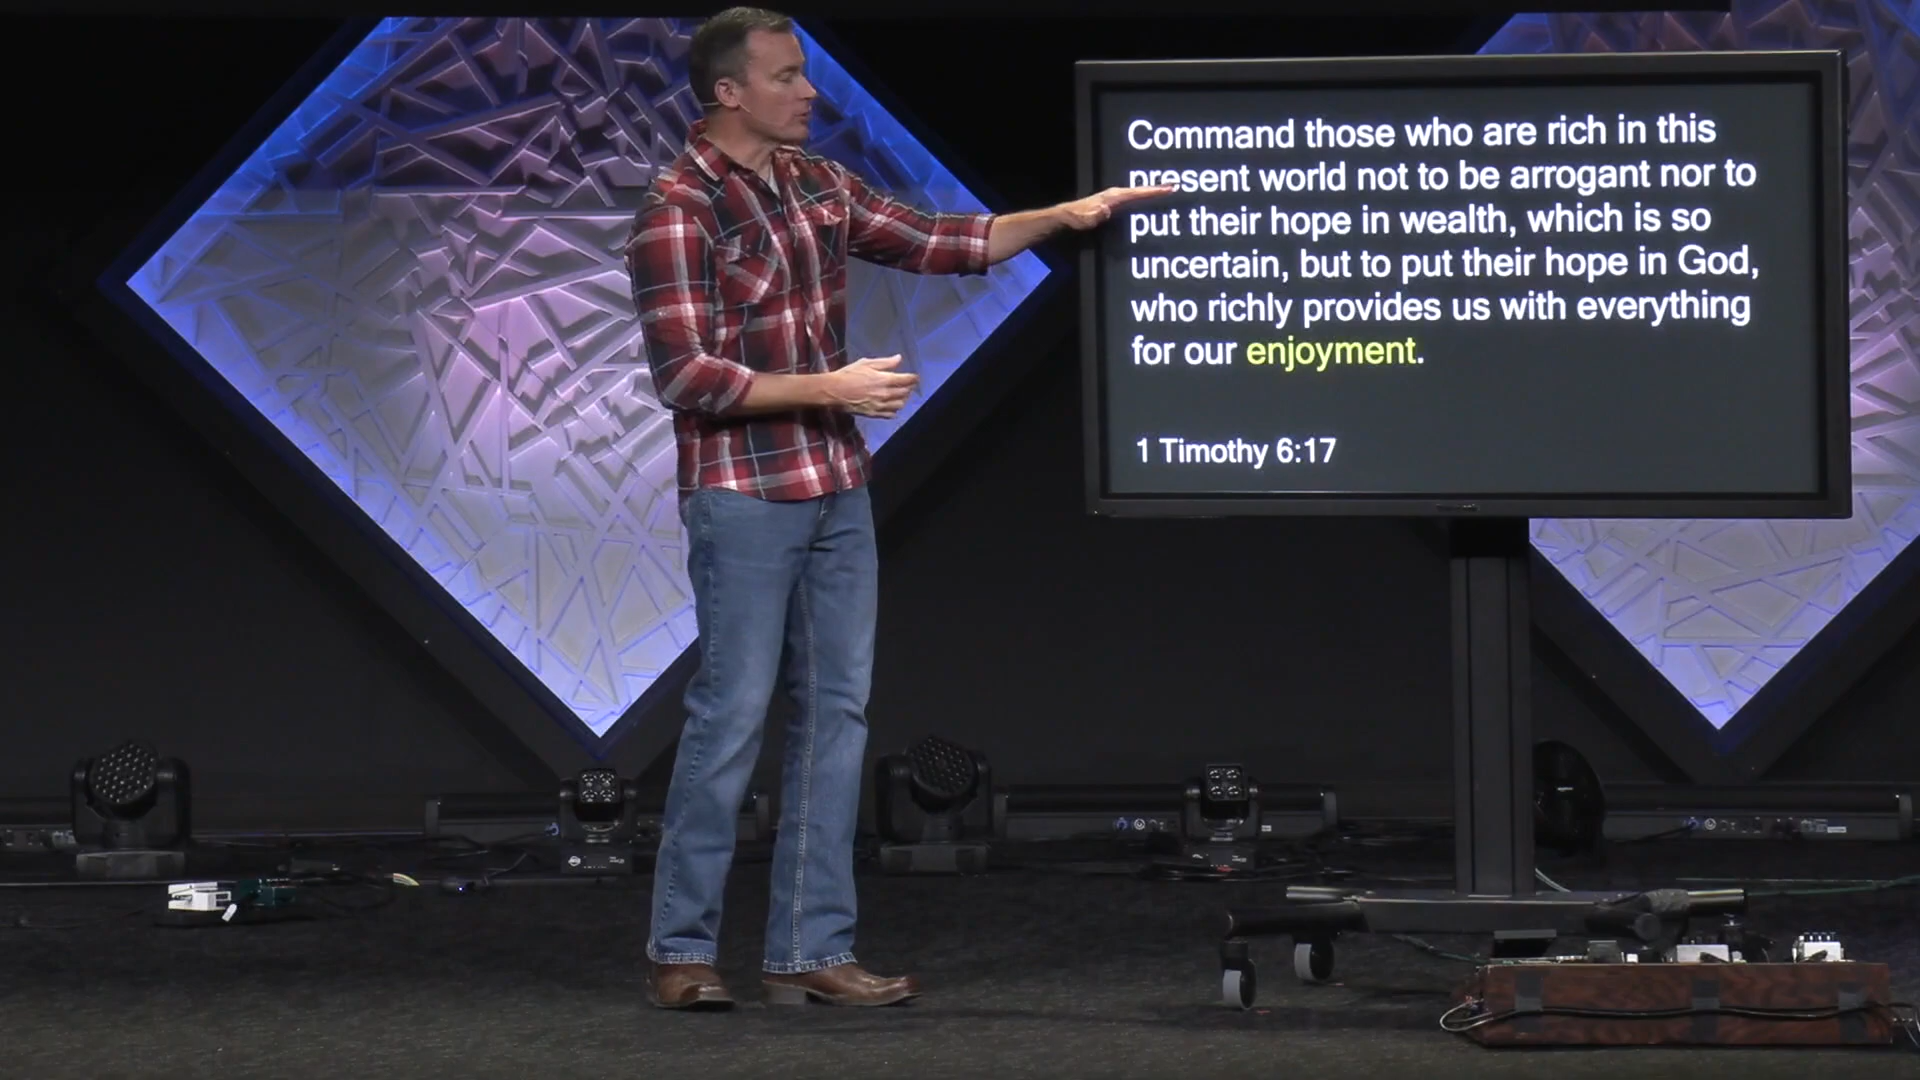 Command those who are rich in this
present world not to be arrogant nor to
put their hope in wealth, which is so
uncertain, but to put their hope in God,
who richly provides us with everything
for our enjoyment.
1 Timothy 6:17